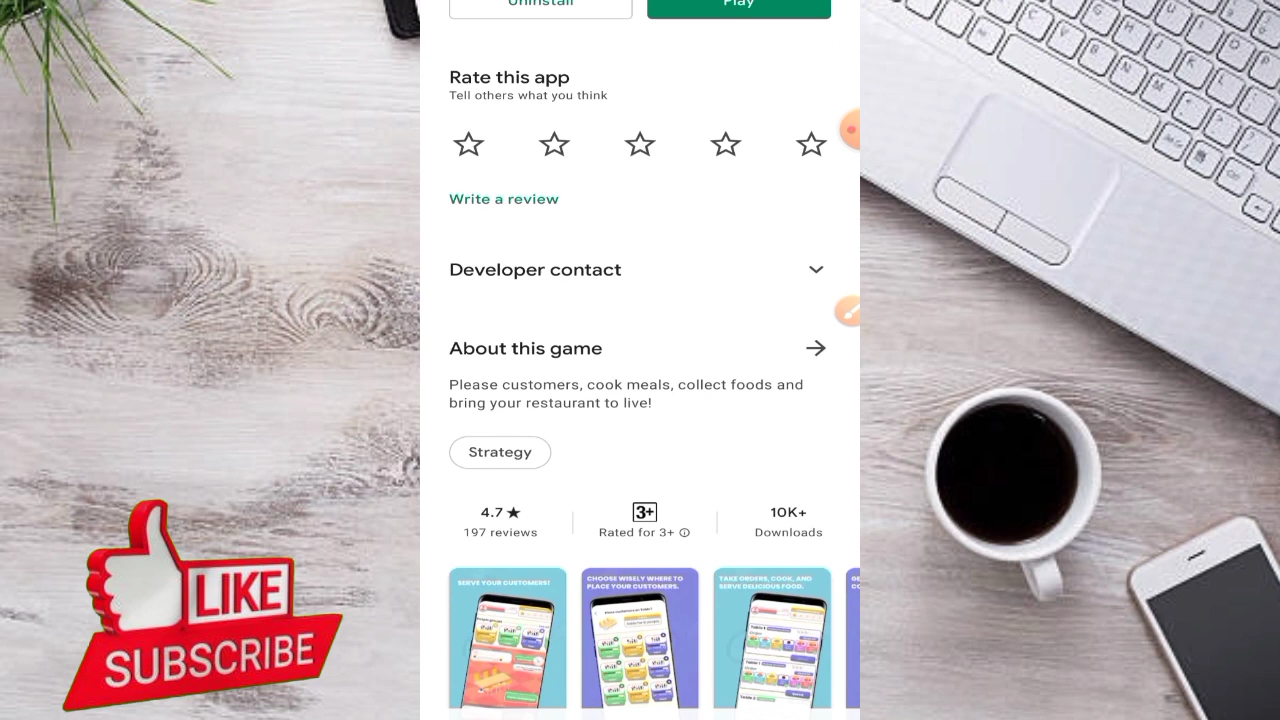 Uninstall
Play
Rate this app
Tell others what you think
Write a review
Developer contact
About this game
Please customers, cook meals, collect foods and
bring your restaurant to live!
Strategy
4.7★
197 reviews
3+
Rated for 3+
10K+
Downloads
SERVE YOUR CUSTOMERS!
CHOOSE WISELY WHERE TO
PLACE YOUR CUSTOMERS.
TAKE ORDERS, COOK, AND
SERVE DELICIOUS FOOD.
LIKE
SUBSCRIBE